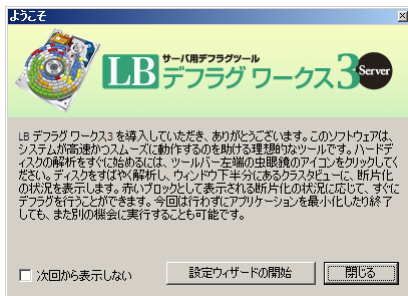 ようこそ
LB サーバ用デフラグツール
デフラグ ワークス3 Server
LB デフラグ ワークス3 を導入していただき、ありがとうございます。このソフトウェアは、
システムが高速かつスムーズに動作するのを助ける理想的なツールです。ハードデ
ィスクの解析をすぐに始めるには、ツールバー左端の虫眼鏡のアイコンをクリックしてく
ださい。ディスクをすばやく解析し、ウィンドウ下半分にあるクラスタビューに、断片化
の状況を表示します。赤いブロックとして表示される断片化の状況に応じて、すぐに
デフラグを行うことができます。今回は行わずにアプリケーションを最小化したり終了
しても、また別の機会に実行することも可能です。
次回から表示しない
設定ウィザードの開始
閉じる